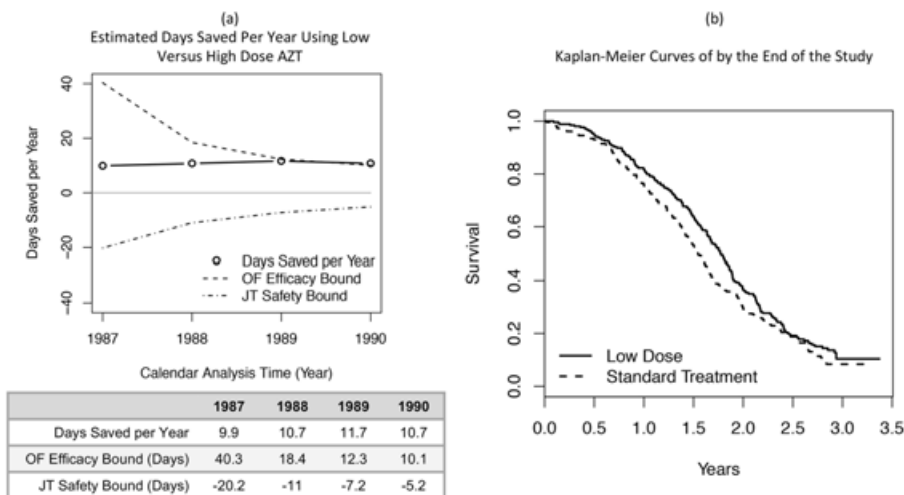 (a)
Estimated Days Saved Per Year Using Low
Versus High Dose AZT
Days Saved per Year
40
20
0
−20
−40
Days Saved per Year
OF Efficacy Bound
JT Safety Bound
1987 1988 1989 1990
Calendar Analysis Time (Year)
1987 1988 1989 1990
Days Saved per Year 9.9 10.7 11.7 10.7
OF Efficacy Bound (Days) 40.3 18.4 12.3 10.1
JT Safety Bound (Days) -20.2 -11 -7.2 -5.2
(b)
Kaplan-Meier Curves of by the End of the Study
Survival
1.0
0.8
0.6
0.4
0.2
0.0
Low Dose
Standard Treatment
0.0 0.5 1.0 1.5 2.0 2.5 3.0 3.5
Years